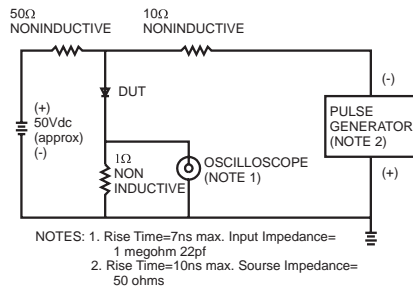 50Ω
NONINDUCTIVE
10Ω
NONINDUCTIVE
DUT
(+)
50Vdc
(approx)
(-)
1Ω
NON
INDUCTIVE
OSCILLOSCOPE
(NOTE 1)
(-)
PULSE
GENERATOR
(NOTE 2)
(+)
NOTES: 1. Rise Time=7ns max. Input Impedance=
1 megohm 22pf
2. Rise Time=10ns max. Sourse Impedance=
50 ohms